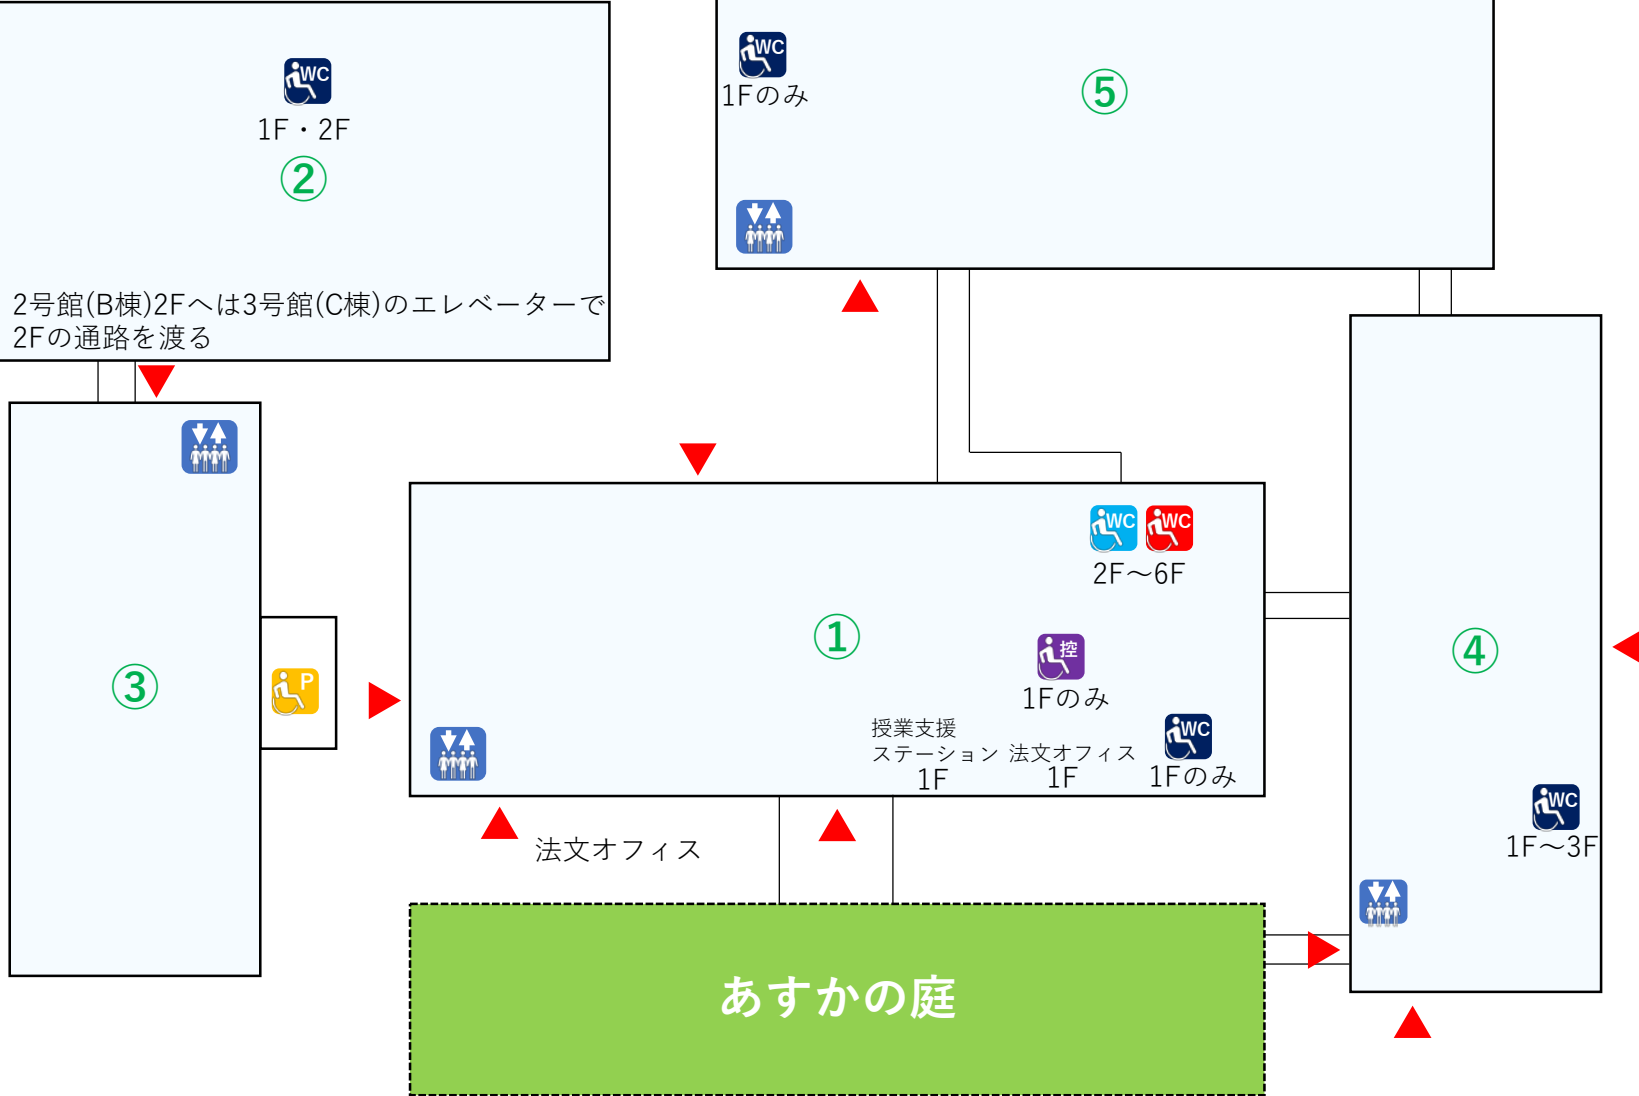 WC
1F・2F
②
2号館(B棟)2Fへは3号館(C棟)のエレベーターで
2Fの通路を渡る
WC
1Fのみ
⑤
③
P
WC WC
2F～6F
①
控
1Fのみ
授業支援
ステーション
1F
法文オフィス
1F
WC
1Fのみ
④
WC
1F～3F
法文オフィス
あすかの庭